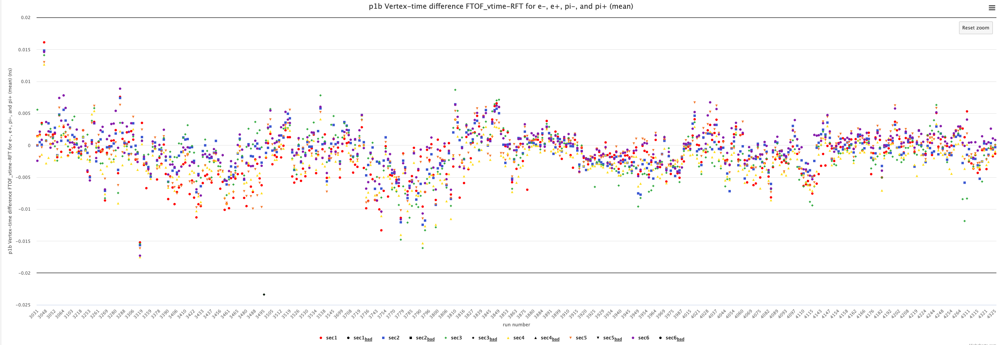 p1b Vertex-time difference FTOF_vtime-RFT for e-, e+, pi-, and pi+ (mean)
Reset zoom
p1b Vertex-time difference FTOF_vtime-RFT for e-, e+, pi-, and pi+ (mean) (ns)
0.02
0.015
0.01
0.005
0
−0.005
−0.01
−0.015
−0.02
−0.025
3031 3048 3052 3064 3103 3218 3253 3261 3269 3280 3288 3306 3319 3359 3378 3390 3406 3410 3422 3433 3437 3456 3461 3465 3480 3488 3495 3505 3512 3519 3526 3530 3534 3538 3545 3699 3708 3719 3736 3743 3754 3770 3779 3785 3790 3796 3800 3806 3810 3816 3827 3839 3845 3849 3853 3863 3875 3880 3884 3891 3899 3910 3915 3920 3925 3929 3934 3940 3945 3949 3954 3964 3969 3975 3987 4015 4021 4028 4037 4044 4054 4060 4069 4075 4082 4089 4093 4097 4110 4115 4143 4147 4154 4158 4162 4166 4176 4182 4192 4202 4208 4219 4224 4244 4248 4254 4264 4311 4315 4321 4325
run number
sec1 sec1bad sec2 sec2bad sec3 sec3bad sec4 sec4bad sec5 sec5bad sec6 sec6bad